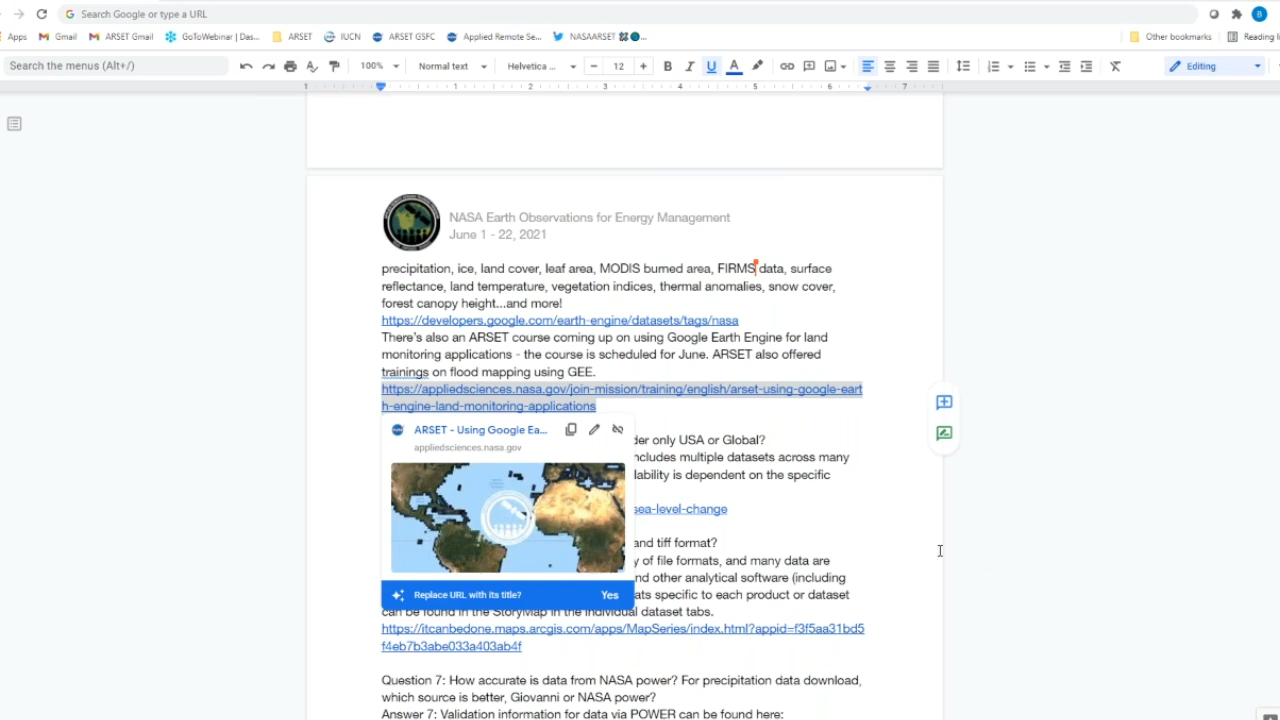 Search Google or type a URL
B
Apps Gmail ARSET Gmail GoToWebinar | Das... ARSET IUCN ARSET GSFC Applied Remote Se... NASAARSET Other bookmarks Reading li
Search the menus (Alt+/) 100% Normal text Helvetica ... 12 B I U A Editing
1 1 2 3 4 5 6 7
NASA Earth Observations for Energy Management
June 1 - 22, 2021
precipitation, ice, land cover, leaf area, MODIS burned area, FIRMS data, surface
reflectance, land temperature, vegetation indices, thermal anomalies, snow cover,
forest canopy height...and more!
https://developers.google.com/earth-engine/datasets/tags/nasa
There's also an ARSET course coming up on using Google Earth Engine for land
monitoring applications - the course is scheduled for June. ARSET also offered
trainings on flood mapping using GEE.
https://appliedsciences.nasa.gov/join-mission/training/english/arset-using-google-eart
h-engine-land-monitoring-applications
ARSET - Using Google Ea...
appliedsciences.nasa.gov
Replace URL with its title? Yes
der only USA or Global?
ncludes multiple datasets across many
lability is dependent on the specific
sea-level-change
and tiff format?
y of file formats, and many data are
nd other analytical software (including
ats specific to each product or dataset
can be found in the StoryMap in the individual dataset tabs.
https://itcanbedone.maps.arcgis.com/apps/MapSeries/index.html?appid=f3f5aa31bd5
f4eb7b3abe033a403ab4f
Question 7: How accurate is data from NASA power? For precipitation data download,
which source is better, Giovanni or NASA power?
Answer 7: Validation information for data via POWER can be found here: